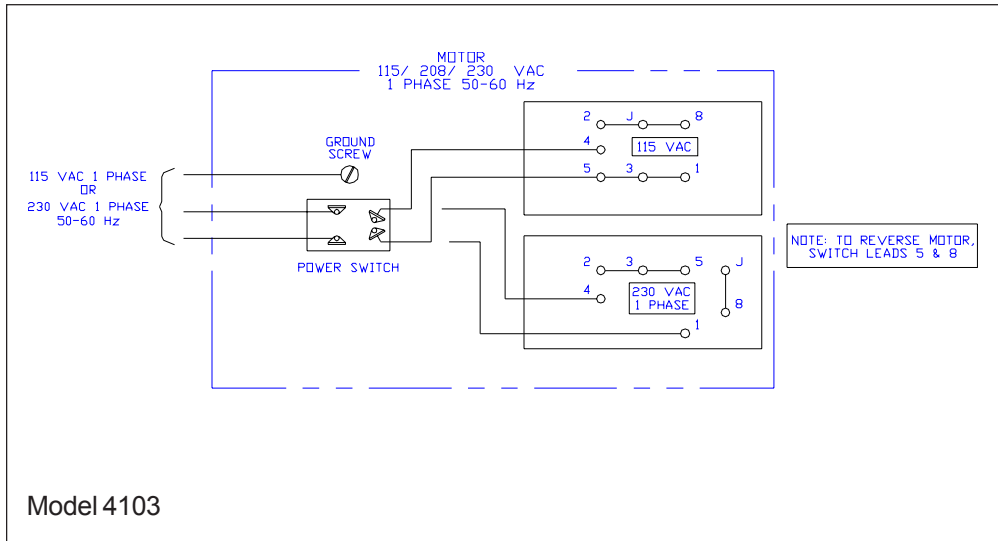 MOTOR
115/ 208/ 230 VAC
1 PHASE 50-60 Hz
2 J 8
4 115 VAC
5 3 1
GROUND
SCREW
115 VAC 1 PHASE
OR
230 VAC 1 PHASE
50-60 Hz
POWER SWITCH
NOTE: TO REVERSE MOTOR,
SWITCH LEADS 5 & 8
2 3 5 J
4 230 VAC
1 PHASE
8
1
Model 4103